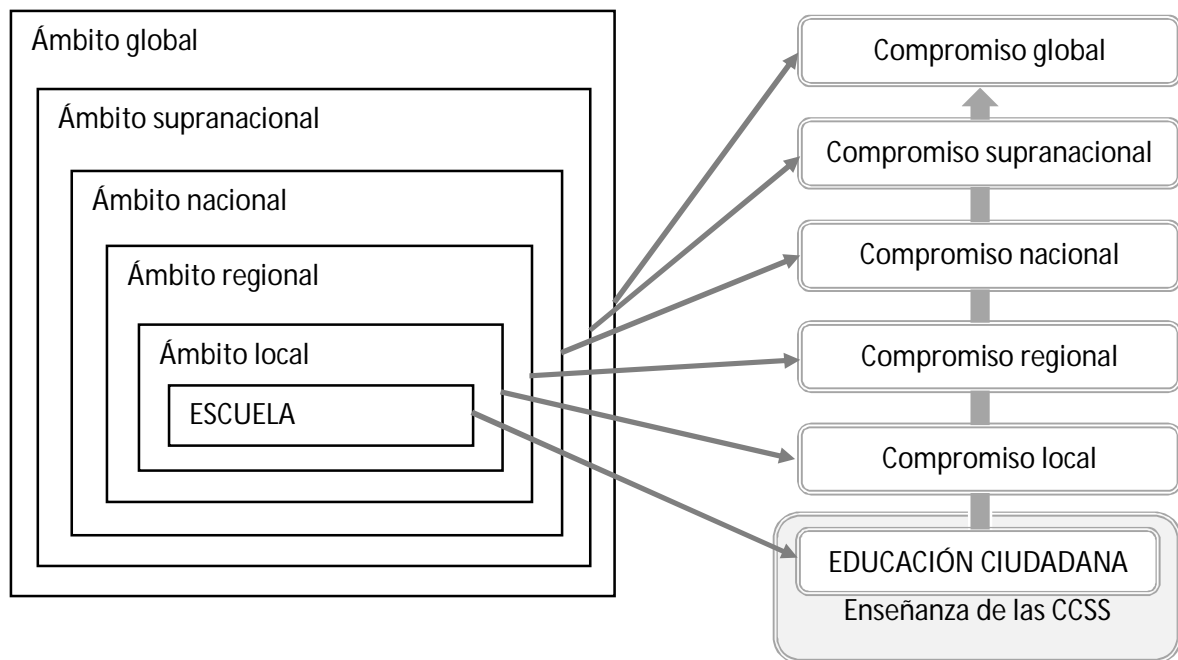 Ámbito global
Ámbito supranacional
Ámbito nacional
Ámbito regional
Ámbito local
ESCUELA
Compromiso global
Compromiso supranacional
Compromiso nacional
Compromiso regional
Compromiso local
EDUCACIÓN CIUDADANA
Enseñanza de las CCSS